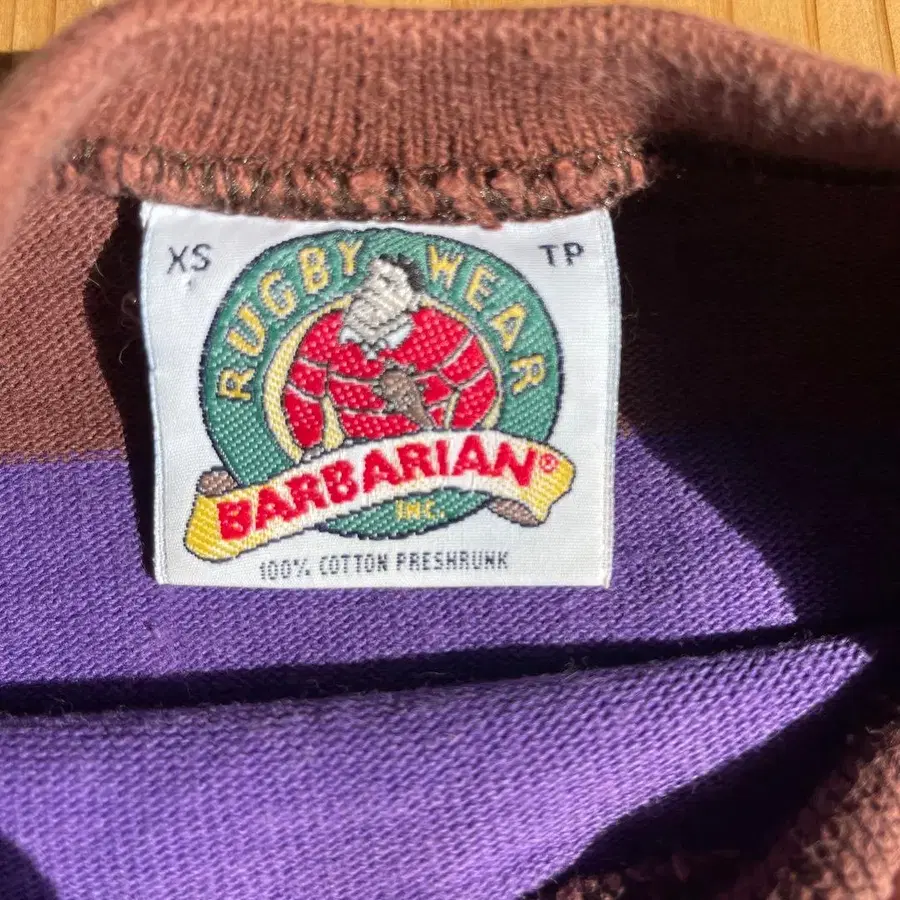 XS
TP
RUGBY WEAR
BARBARIAN®
INC.
100% COTTON PRESHRUNK